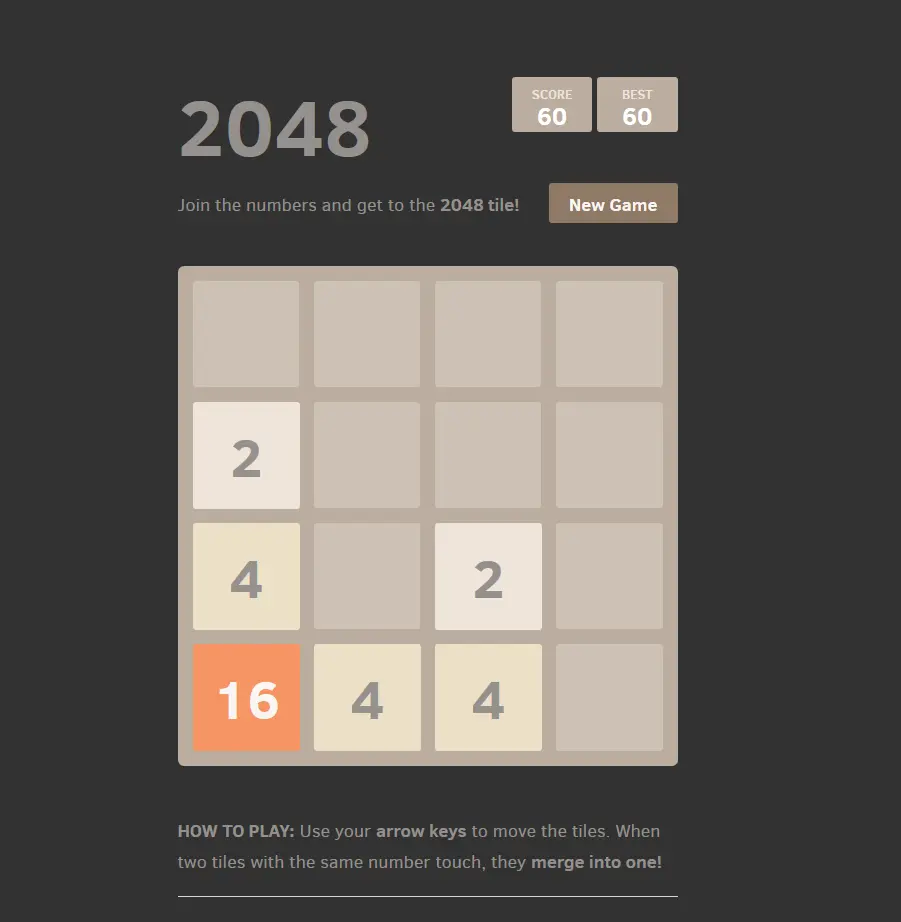 2048
SCORE
60
BEST
60
Join the numbers and get to the 2048 tile!
New Game
2
4
2
16
4
4
HOW TO PLAY: Use your arrow keys to move the tiles. When
two tiles with the same number touch, they merge into one!